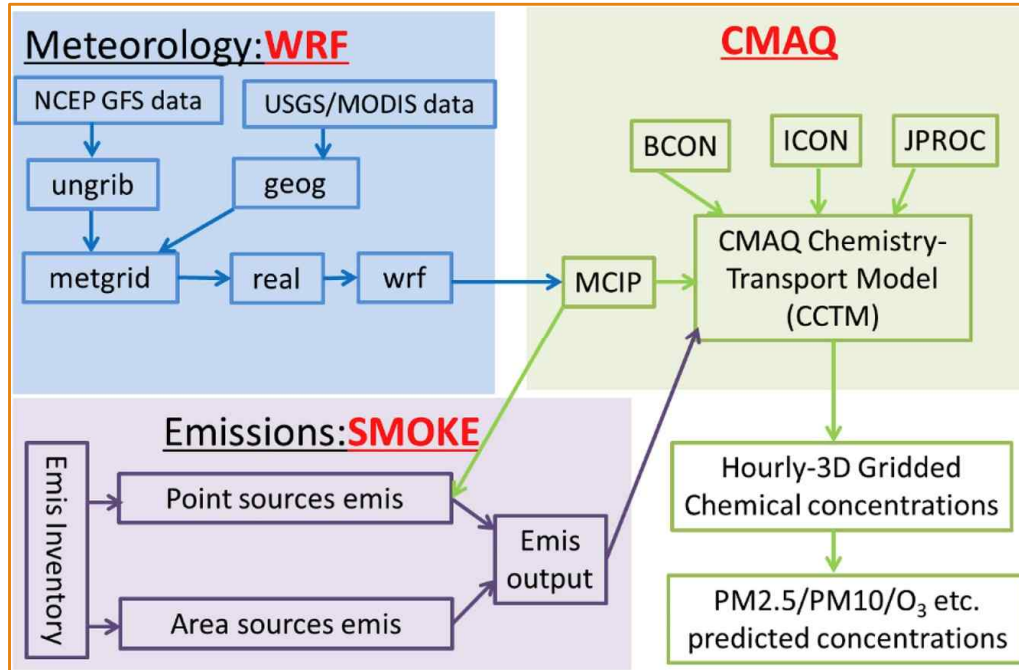 Meteorology:WRF
NCEP GFS data
USGS/MODIS data
ungrib
geog
metgrid
real
wrf
CMAQ
BCON
ICON
JPROC
MCIP
CMAQ Chemistry-
Transport Model
(CCTM)
Emissions:SMOKE
Emis Inventory
Point sources emis
Area sources emis
Emis
output
Hourly-3D Gridded
Chemical concentrations
PM2.5/PM10/O₃ etc.
predicted concentrations